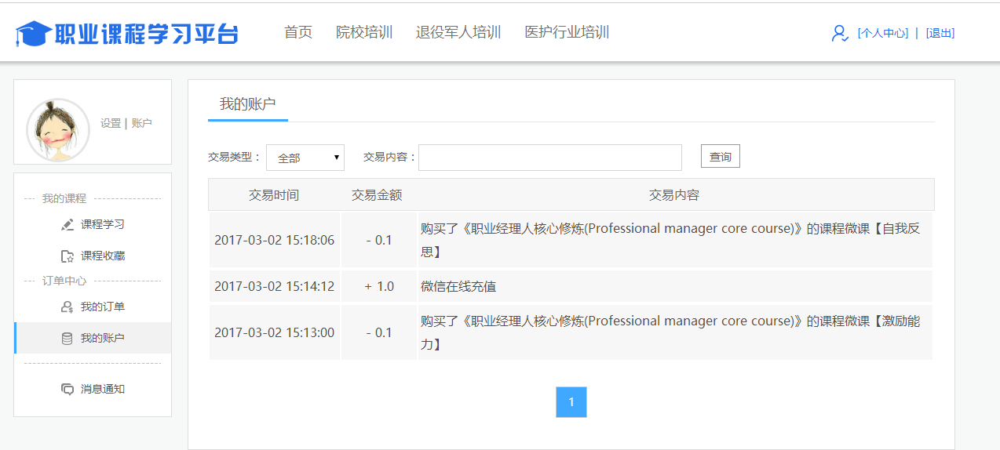 职业课程学习平台 首页 院校培训 退役军人培训 医护行业培训 [个人中心] | [退出]
设置 | 账户
我的课程
课程学习
课程收藏
订单中心
我的订单
我的账户
消息通知
我的账户
交易类型： 全部 交易内容： 查询
交易时间 交易金额 交易内容
2017-03-02 15:18:06 - 0.1 购买了《职业经理人核心修炼(Professional manager core course)》的课程微课【自我反
思】
2017-03-02 15:14:12 + 1.0 微信在线充值
2017-03-02 15:13:00 - 0.1 购买了《职业经理人核心修炼(Professional manager core course)》的课程微课【激励能
力】
1